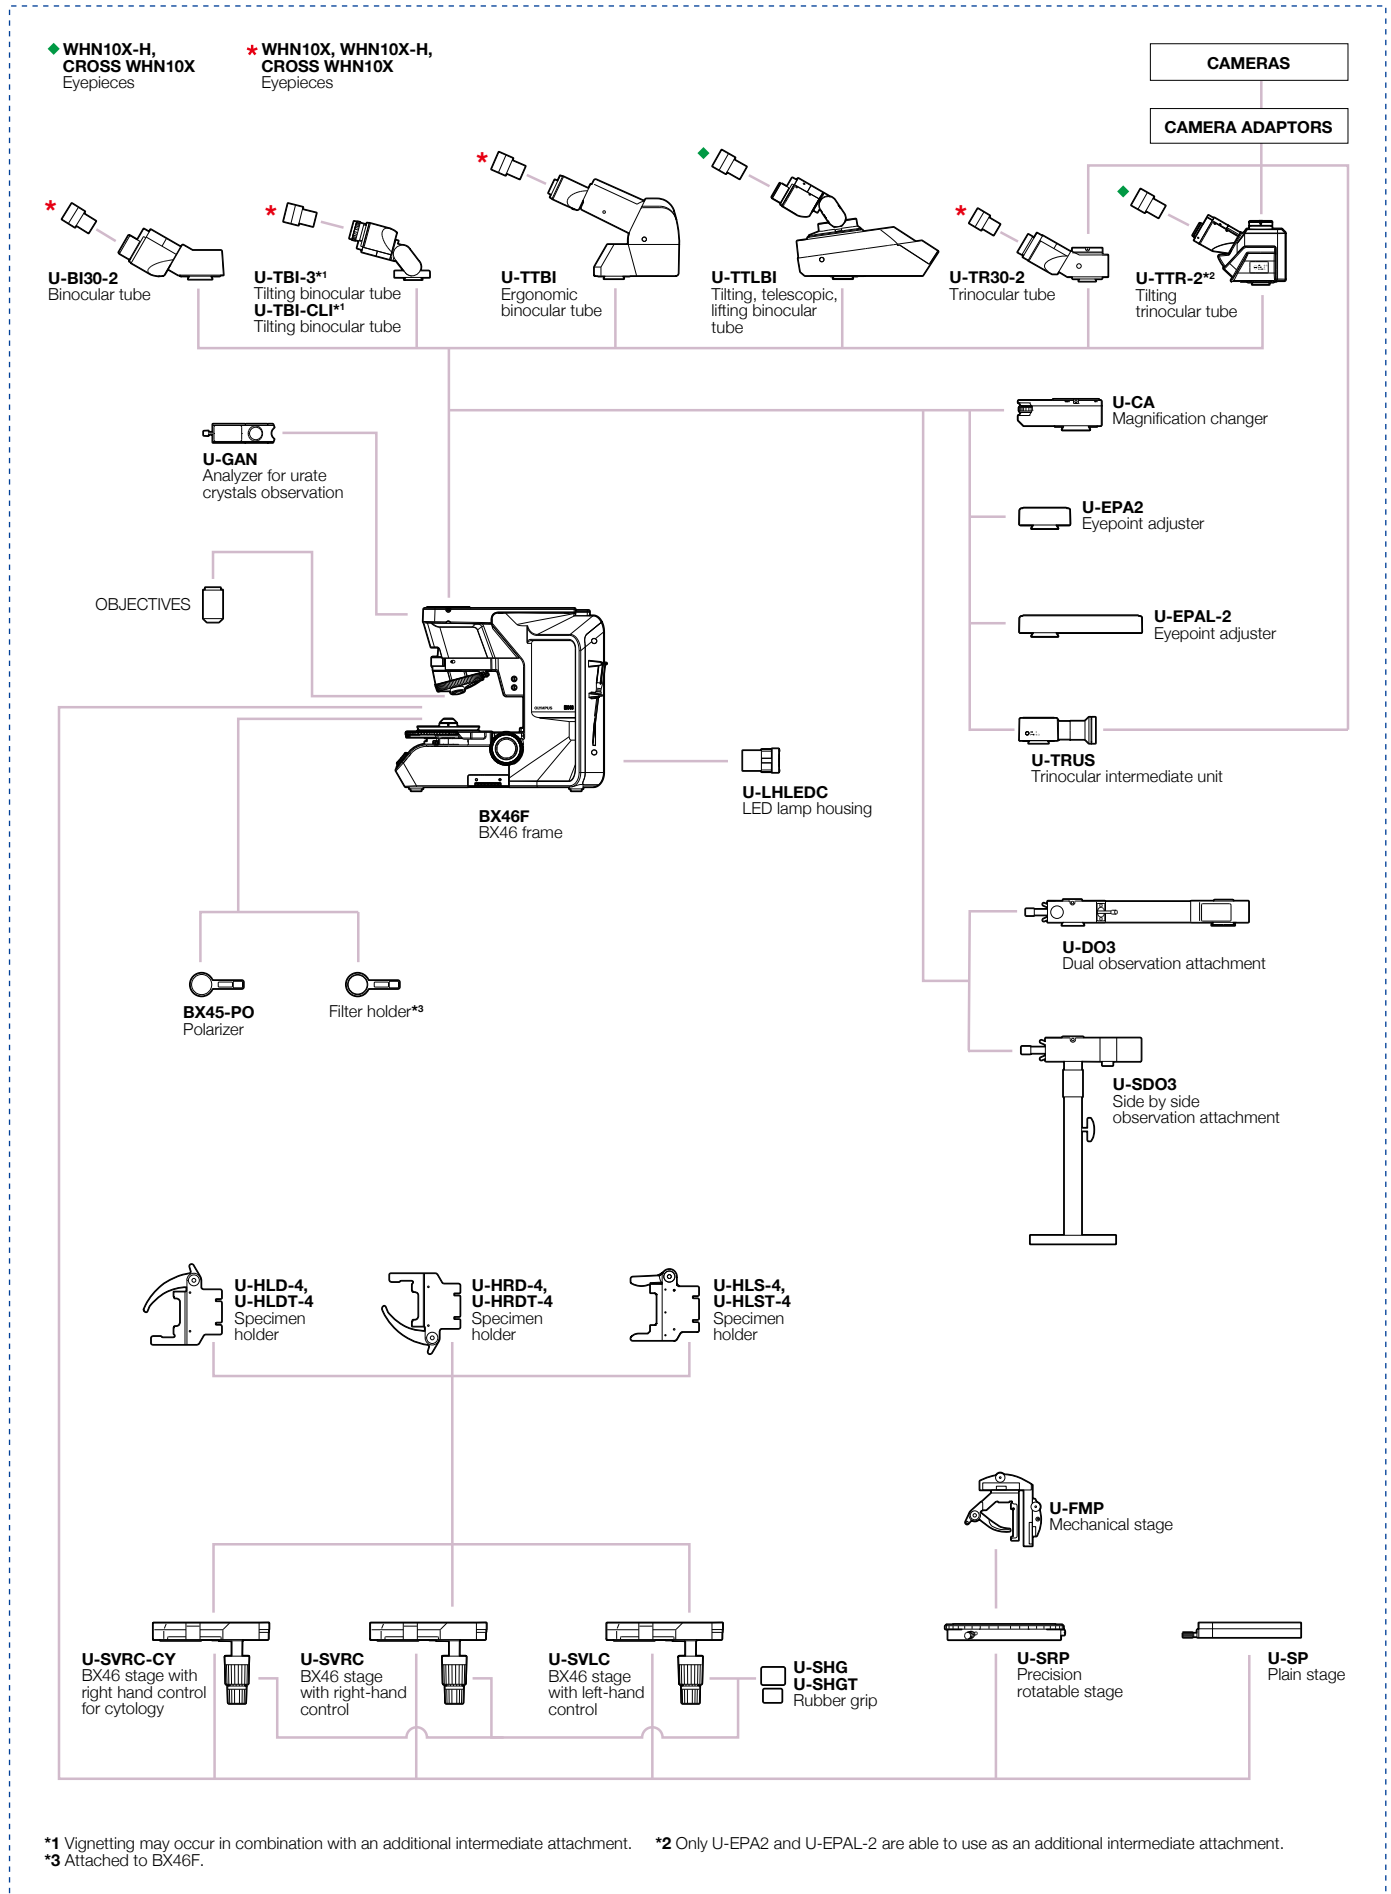 ◆ WHN10X-H,
CROSS WHN10X
Eyepieces
* WHN10X, WHN10X-H,
CROSS WHN10X
Eyepieces
CAMERAS
CAMERA ADAPTORS
*
*
*
◆
*
◆
U-BI30-2
Binocular tube
U-TBI-3*1
Tilting binocular tube
U-TBI-CLI*1
Tilting binocular tube
U-TTBI
Ergonomic
binocular tube
U-TTLBI
Tilting, telescopic,
lifting binocular
tube
U-TR30-2
Trinocular tube
U-TTR-2*2
Tilting
trinocular tube
U-CA
Magnification changer
U-GAN
Analyzer for urate
crystals observation
U-EPA2
Eyepoint adjuster
OBJECTIVES
U-EPAL-2
Eyepoint adjuster
OLYMPUS
U-TRUS
Trinocular intermediate unit
U-LHLEDC
LED lamp housing
BX46F
BX46 frame
U-DO3
Dual observation attachment
BX45-PO
Polarizer
Filter holder*3
U-SDO3
Side by side
observation attachment
U-HLD-4,
U-HLDT-4
Specimen
holder
U-HRD-4,
U-HRDT-4
Specimen
holder
U-HLS-4,
U-HLST-4
Specimen
holder
U-FMP
Mechanical stage
U-SVRC-CY
BX46 stage with
right hand control
for cytology
U-SVRC
BX46 stage
with right-hand
control
U-SVLC
BX46 stage
with left-hand
control
U-SHG
U-SHGT
Rubber grip
U-SRP
Precision
rotatable stage
U-SP
Plain stage
*1 Vignetting may occur in combination with an additional intermediate attachment. *2 Only U-EPA2 and U-EPAL-2 are able to use as an additional intermediate attachment.
*3 Attached to BX46F.